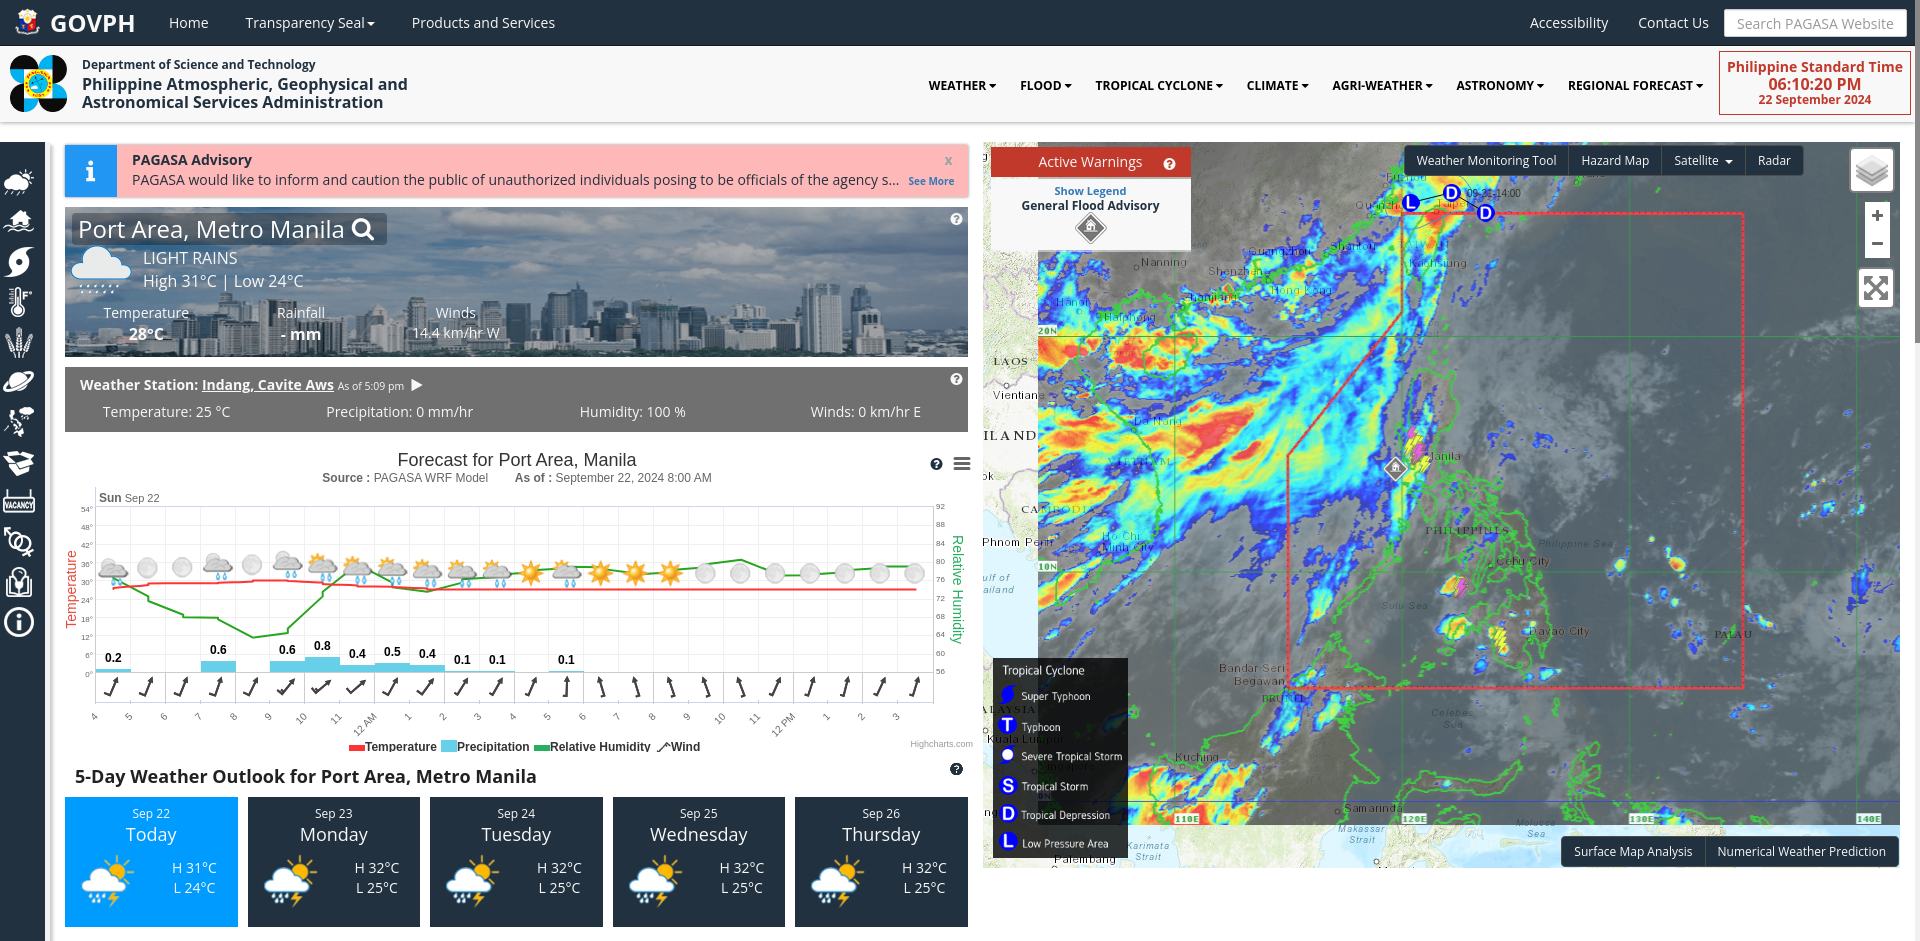 GOVPH
Home
Transparency Seal
Products and Services
Accessibility
Contact Us
Search PAGASA Website
Department of Science and Technology
Philippine Atmospheric, Geophysical and
Astronomical Services Administration
WEATHER
FLOOD
TROPICAL CYCLONE
CLIMATE
AGRI-WEATHER
ASTRONOMY
REGIONAL FORECAST
Philippine Standard Time
06:10:20 PM
22 September 2024
PAGASA Advisory
x
PAGASA would like to inform and caution the public of unauthorized individuals posing to be officials of the agency s...
See More
Port Area, Metro Manila
LIGHT RAINS
High 31°C | Low 24°C
Temperature
28°C
Rainfall
- mm
Winds
14.4 km/hr W
Weather Station: Indang, Cavite Aws As of 5:09 pm
Temperature: 25 °C
Precipitation: 0 mm/hr
Humidity: 100 %
Winds: 0 km/hr E
VACANCY
Forecast for Port Area, Manila
Source : PAGASA WRF Model As of : September 22, 2024 8:00 AM
Sun Sep 22
Temperature
54°
48°
42°
36°
30°
24°
18°
12°
6°
0°
Relative Humidity
92
88
84
80
76
72
68
64
60
56
0.2
0.6
0.6
0.8
0.4
0.5
0.4
0.1
0.1
0.1
4 5 6 7 8 9 10 11 12 AM 1 2 3 4 5 6 7 8 9 10 11 12 PM 1 2 3
Temperature Precipitation Relative Humidity Wind
Highcharts.com
5-Day Weather Outlook for Port Area, Metro Manila
Sep 22
Today
H 31°C
L 24°C
Sep 23
Monday
H 32°C
L 25°C
Sep 24
Tuesday
H 32°C
L 25°C
Sep 25
Wednesday
H 32°C
L 25°C
Sep 26
Thursday
H 32°C
L 25°C
Active Warnings
Show Legend
General Flood Advisory
Weather Monitoring Tool
Hazard Map
Satellite
Radar
+
−
L
D
D
Nanning
Guangzhou
Shantou
Shenzhen
Hong Kong
Zhanjiang
Kaohsiung
Hanoi
Haiphong
20N
LAOS
Vientiane
Da Nang
ILAND
VIETNAM
Manila
CAMBODIA
Phnom Penh
Ho Chi
Minh City
PHILIPPINES
Philippine Sea
Cebu City
10N
ulf of
ailand
Sulu Sea
Davao City
PALAU
Bandar Seri
Begawan
BRUNEI
Celebes
Sea
ALAYSIA
Kuala Lumpur
Kuching
Samarinda
110E
120E
130E
140E
Makassar
Strait
Molucca
Sea
Karimata
Strait
Palembang
Tropical Cyclone
Super Typhoon
T Typhoon
Severe Tropical Storm
S Tropical Storm
D Tropical Depression
L Low Pressure Area
Surface Map Analysis
Numerical Weather Prediction